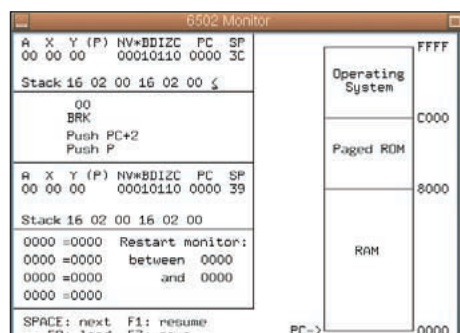 6502 Monitor
A X Y (P) NV*BDIZC PC SP
00 00 00 00010110 0000 3C
Stack 16 02 00 16 02 00
00
BRK
Push PC+2
Push P
A X Y (P) NV*BDIZC PC SP
00 00 00 00010110 0000 39
Stack 16 02 00 16 02 00
0000 =0000 Restart monitor:
0000 =0000 between 0000
0000 =0000 and 0000
0000 =0000
SPACE: next F1: resume
FFFF
Operating
System
C000
Paged ROM
8000
RAM
PC-> 0000